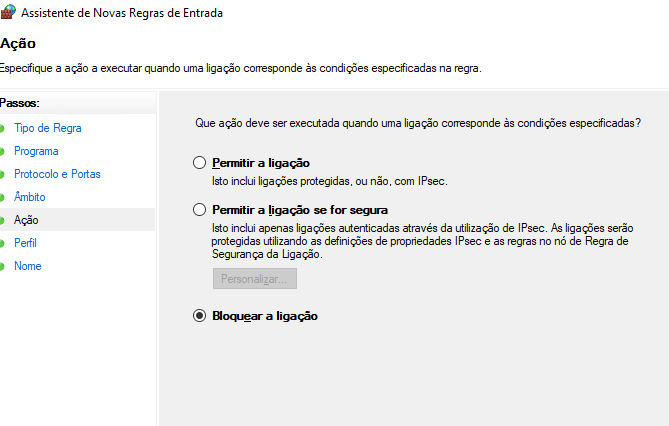 Assistente de Novas Regras de Entrada
Ação
Especifique a ação a executar quando uma ligação corresponde às condições especificadas na regra.
Passos:
Tipo de Regra
Programa
Protocolo e Portas
Âmbito
Ação
Perfil
Nome
Que ação deve ser executada quando uma ligação corresponde às condições especificadas?
Permitir a ligação
Isto inclui ligações protegidas, ou não, com IPsec.
Permitir a ligação se for segura
Isto inclui apenas ligações autenticadas através da utilização de IPsec. As ligações serão
protegidas utilizando as definições de propriedades IPsec e as regras no nó de Regra de
Segurança da Ligação.
Personalizar...
Bloquear a ligação